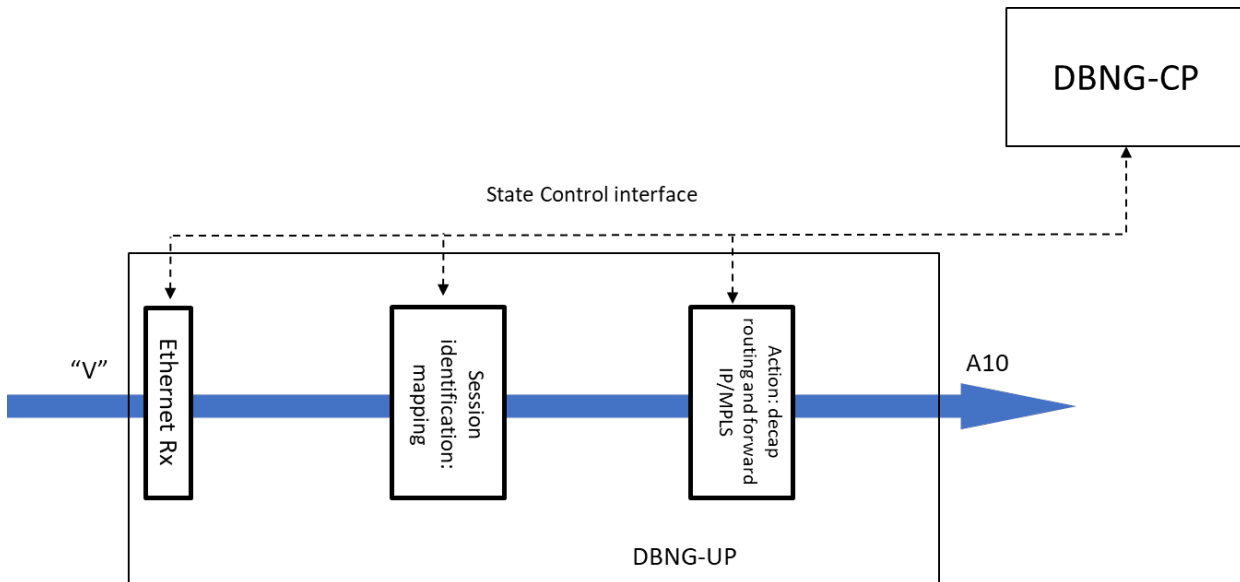 DBNG-CP
State Control interface
“V”
Ethernet Rx
Session
identification:
mapping
Action: decap
routing and forward
IP/MPLS
A10
DBNG-UP